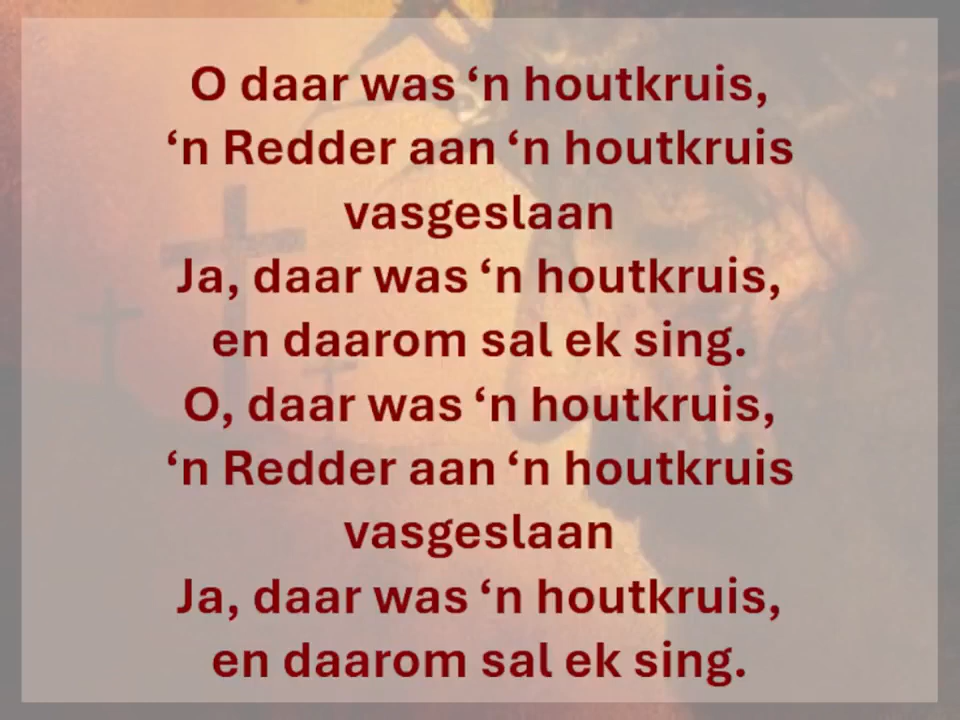 O daar was ‘n houtkruis,
‘n Redder aan ‘n houtkruis
vasgeslaan
Ja, daar was ‘n houtkruis,
en daarom sal ek sing.
O, daar was ‘n houtkruis,
‘n Redder aan ‘n houtkruis
vasgeslaan
Ja, daar was ‘n houtkruis,
en daarom sal ek sing.